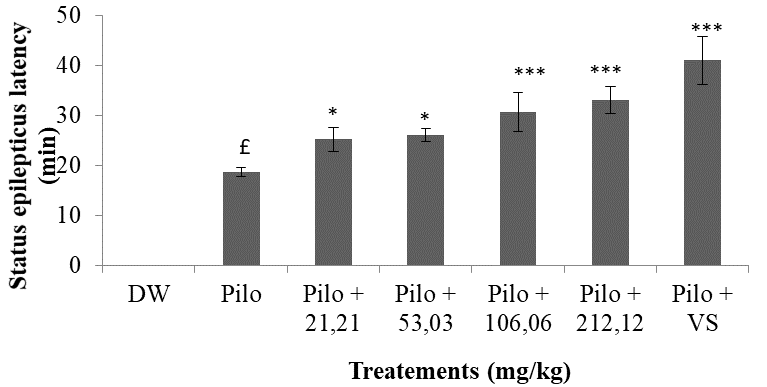 Status epilepticus latency
(min)
50
40
30
20
10
0
£
*
*
***
***
***
DW
Pilo
Pilo +
21,21
Pilo +
53,03
Pilo +
106,06
Pilo +
212,12
Pilo +
VS
Treatements (mg/kg)